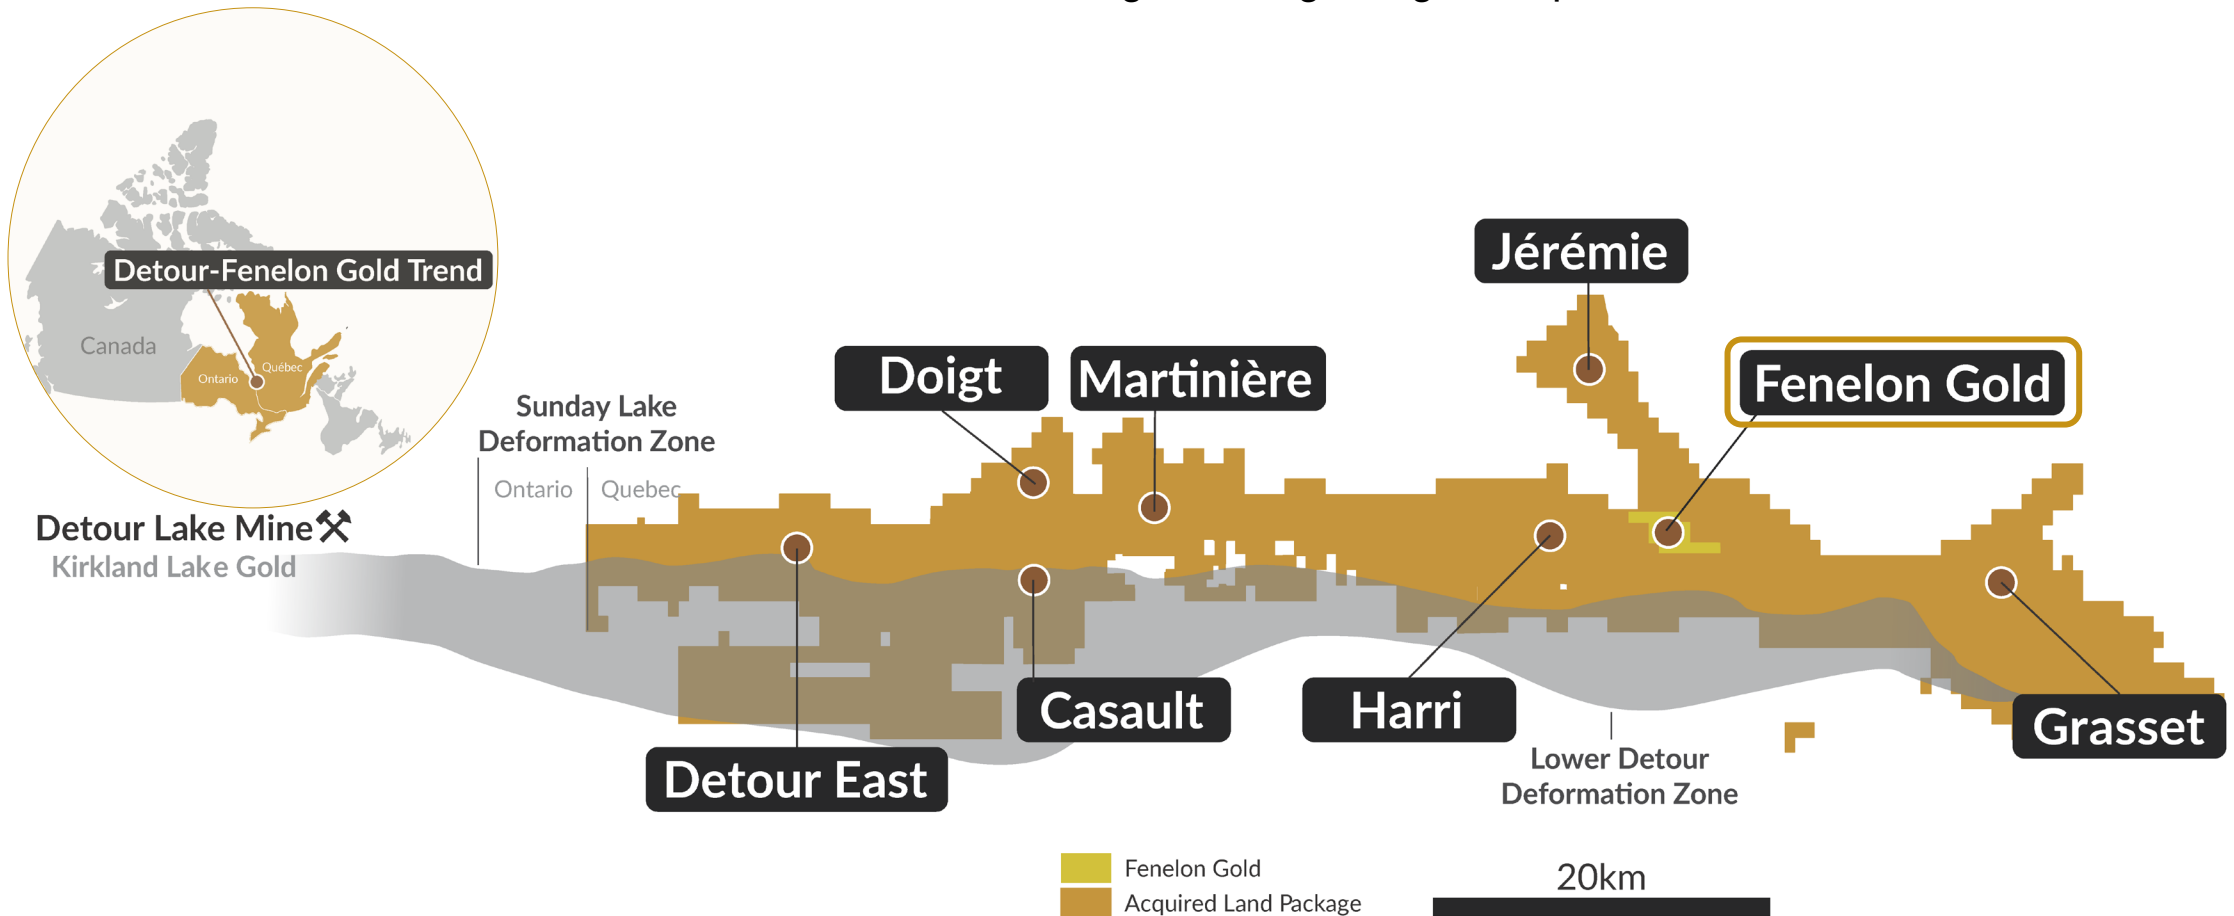 Detour-Fenelon Gold Trend
Canada
Ontario
Québec
Detour Lake Mine
Kirkland Lake Gold
Sunday Lake
Deformation Zone
Ontario
Quebec
Doigt
Martinière
Jérémie
Fenelon Gold
Detour East
Casault
Harri
Grasset
Lower Detour
Deformation Zone
Fenelon Gold
Acquired Land Package
20km